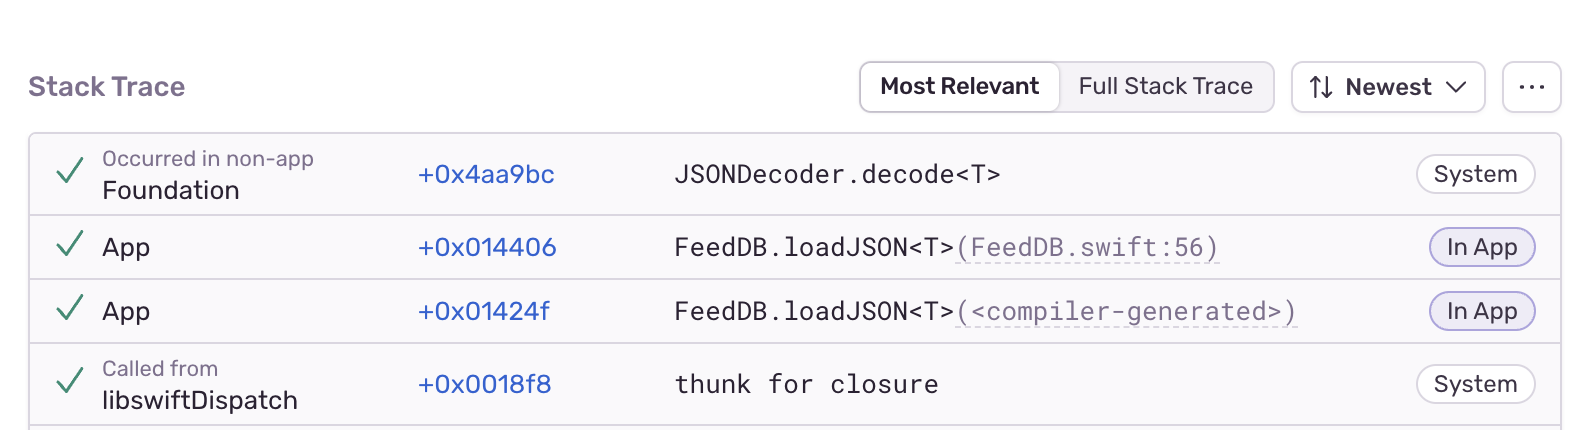 Stack Trace
Most Relevant Full Stack Trace Newest ...
Occurred in non-app
Foundation +0x4aa9bc JSONDecoder.decode<T> System
App +0x014406 FeedDB.loadJSON<T>(FeedDB.swift:56) In App
App +0x01424f FeedDB.loadJSON<T>(<compiler-generated>) In App
Called from
libswiftDispatch +0x0018f8 thunk for closure System